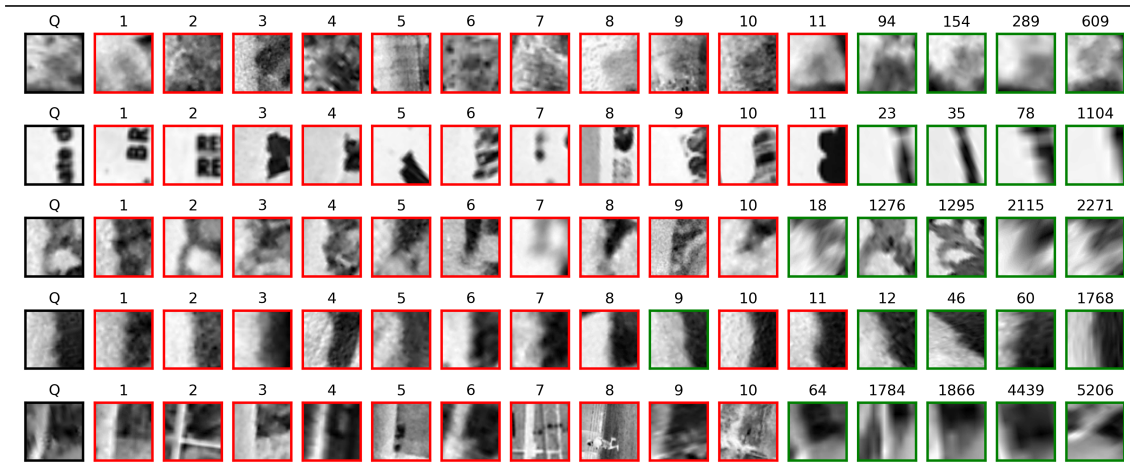 Q 1 2 3 4 5 6 7 8 9 10 11 94 154 289 609
Q 1 2 3 4 5 6 7 8 9 10 11 23 35 78 1104
B R RE RE
Q 1 2 3 4 5 6 7 8 9 10 18 1276 1295 2115 2271
Q 1 2 3 4 5 6 7 8 9 10 11 12 46 60 1768
Q 1 2 3 4 5 6 7 8 9 10 64 1784 1866 4439 5206